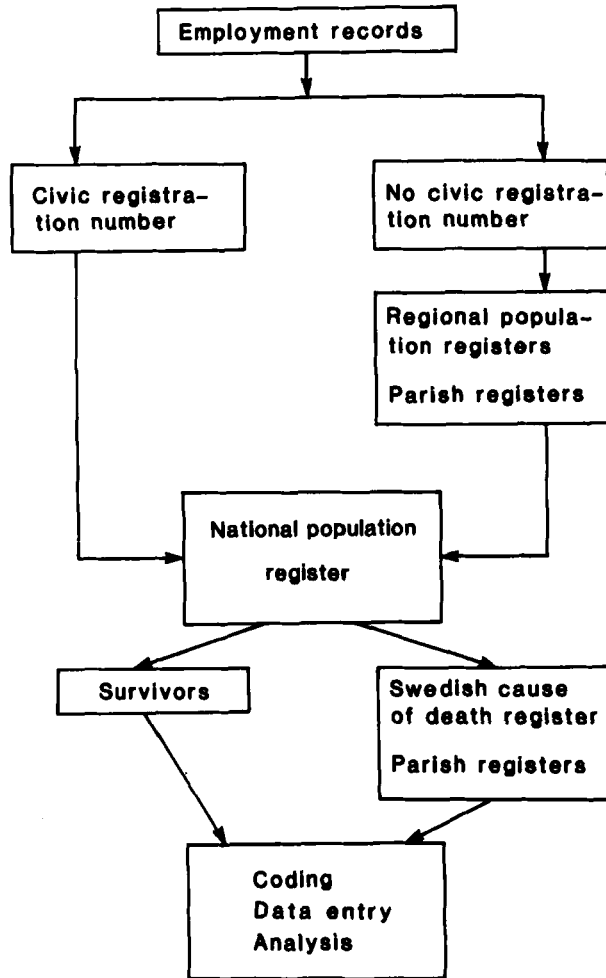 Employment records
Civic registra-
tion number
No civic registra-
tion number
Regional popula-
tion registers
Parish registers
National population
register
Survivors
Swedish cause
of death register
Parish registers
Coding
Data entry
Analysis